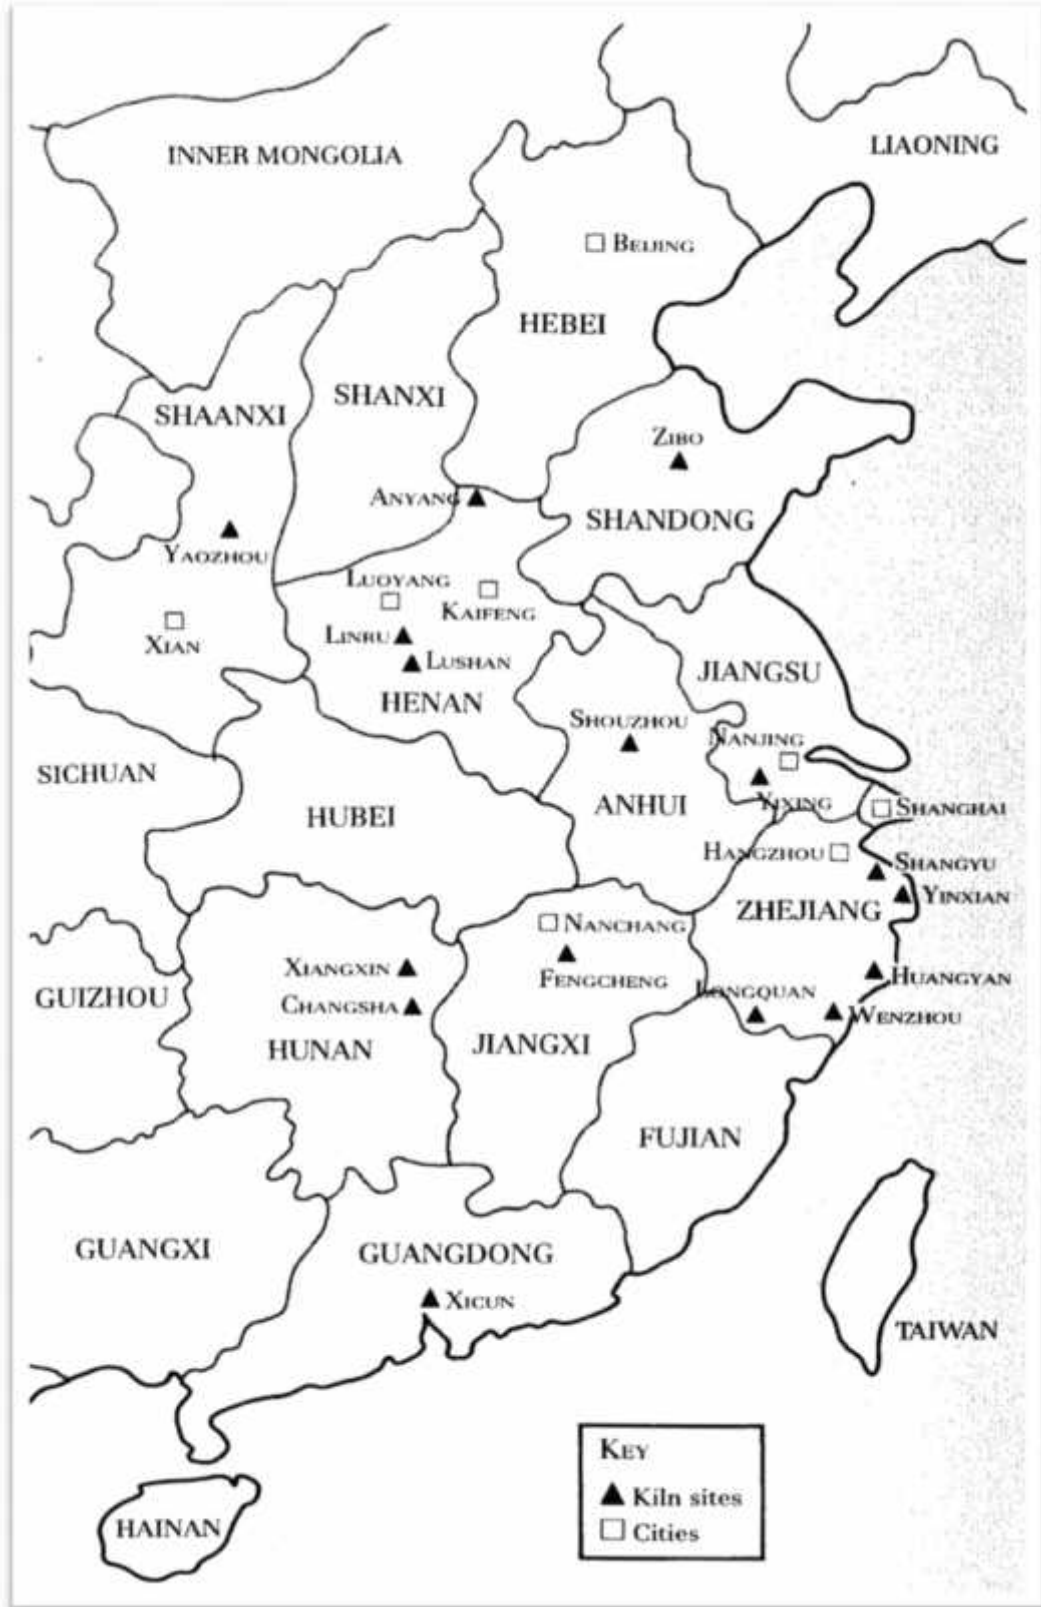 INNER MONGOLIA
LIAONING
BEIJING
HEBEI
SHANXI
SHAANXI
ZIBO
ANYANG
SHANDONG
YAOZHOU
LUOYANG
KAIFENG
XIAN
LINRU
LUSHAN
JIANGSU
HENAN
SHOUZHOU
NANJING
SICHUAN
ANHUI
YIXING
SHANGHAI
HUBEI
HANGZHOU
SHANGYU
YINXIAN
ZHEJIANG
NANCHANG
XIANGXIN
FENGCHENG
HUANGYAN
GUIZHOU
CHANGSHA
LONGQUAN
WENZHOU
HUNAN
JIANGXI
FUJIAN
GUANGXI
GUANGDONG
XICUN
TAIWAN
KEY
Kiln sites
Cities
HAINAN